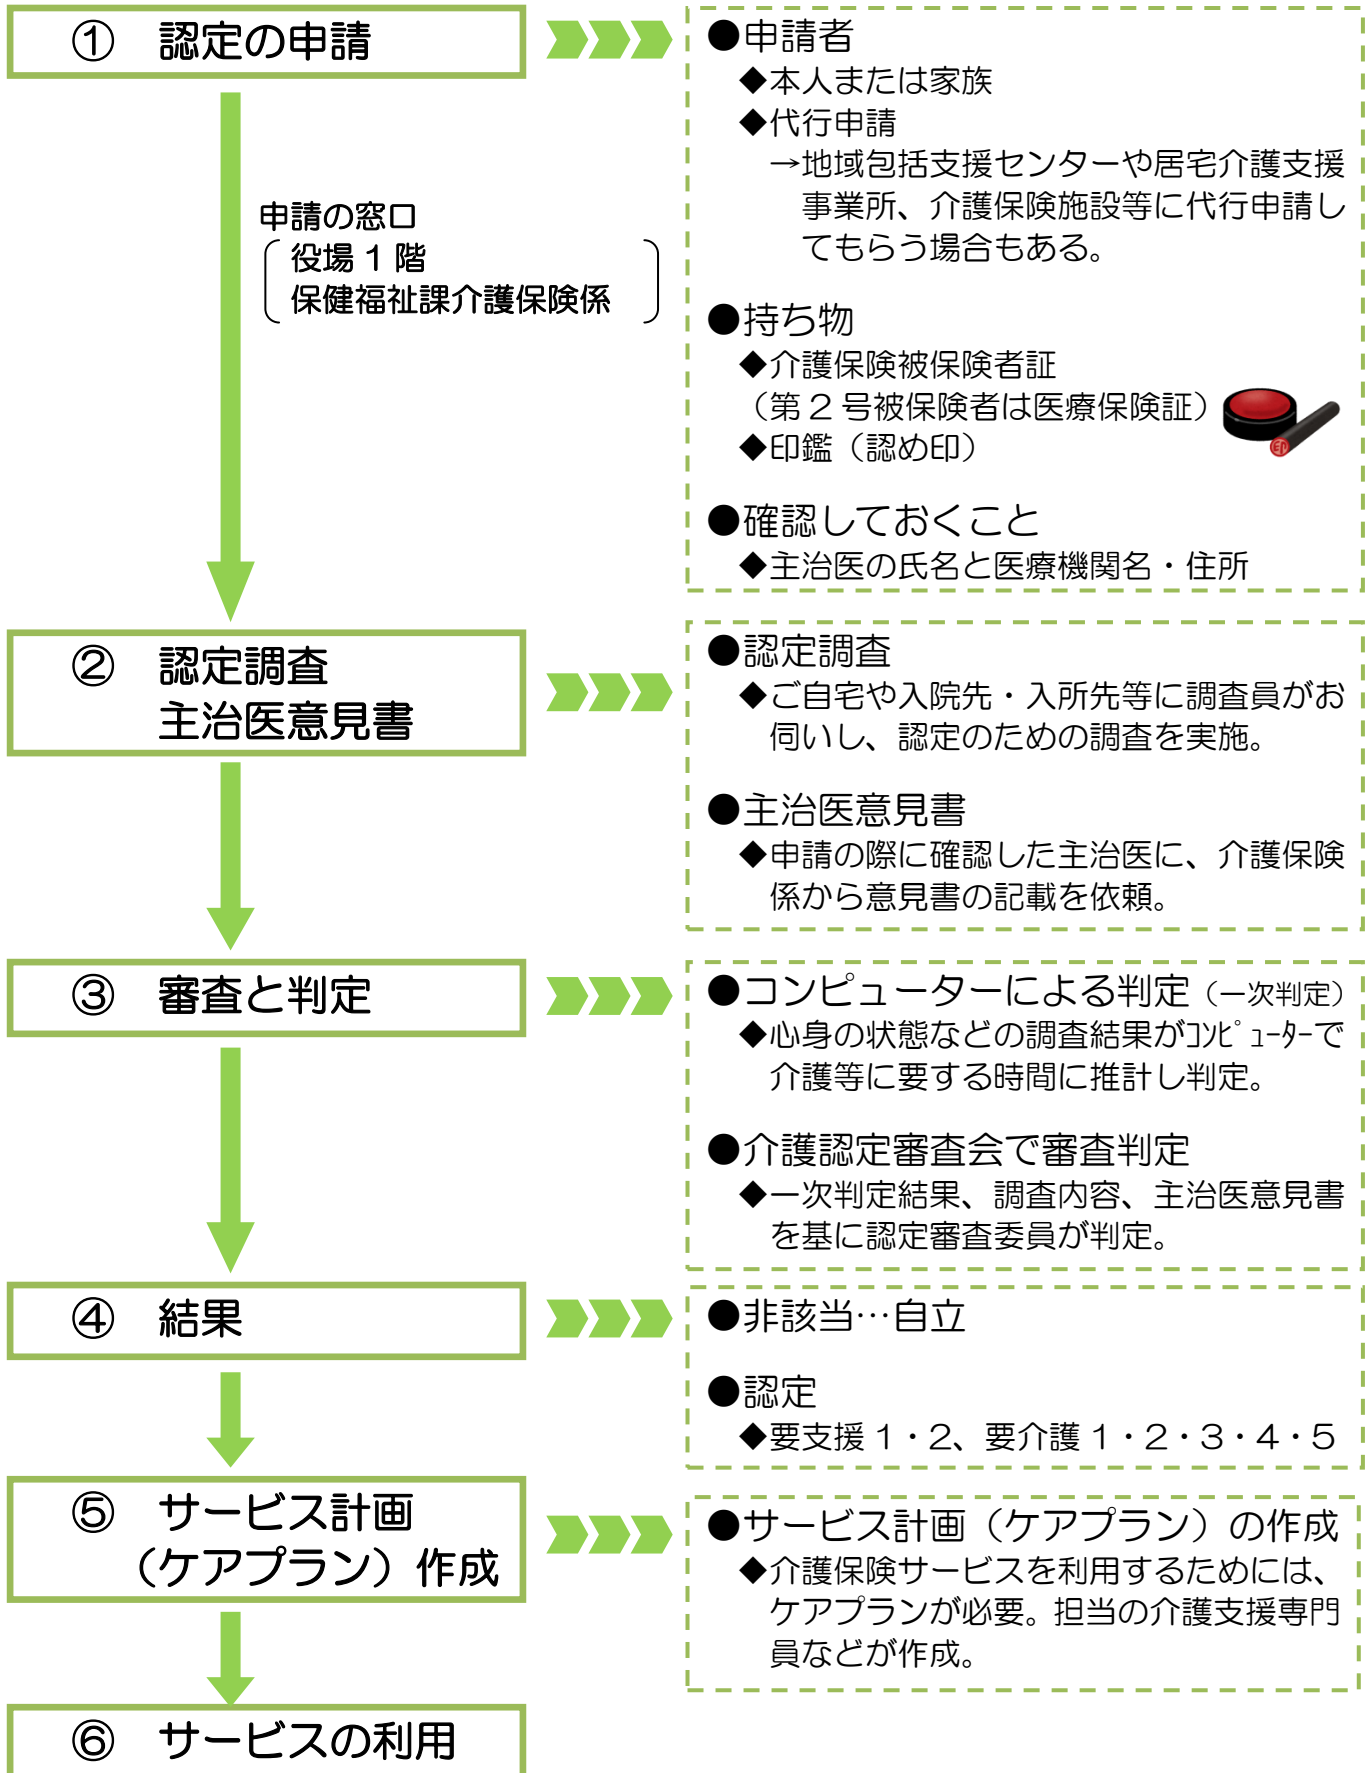 ① 認定の申請
●申請者
◆本人または家族
◆代行申請
→地域包括支援センターや居宅介護支援
事業所、介護保険施設等に代行申請し
てもらう場合もある。
申請の窓口
役場1階
保健福祉課介護保険係
●持ち物
◆介護保険被保険者証
（第2号被保険者は医療保険証）
◆印鑑（認め印）
印
●確認しておくこと
◆主治医の氏名と医療機関名・住所
② 認定調査
主治医意見書
●認定調査
◆ご自宅や入院先・入所先等に調査員がお
伺いし、認定のための調査を実施。
●主治医意見書
◆申請の際に確認した主治医に、介護保険
係から意見書の記載を依頼。
③ 審査と判定
●コンピューターによる判定（一次判定）
◆心身の状態などの調査結果がｺﾝﾋﾟｭｰﾀｰで
介護等に要する時間に推計し判定。
●介護認定審査会で審査判定
◆一次判定結果、調査内容、主治医意見書
を基に認定審査委員が判定。
④ 結果
●非該当…自立
●認定
◆要支援1・2、要介護1・2・3・4・5
⑤ サービス計画
（ケアプラン）作成
●サービス計画（ケアプラン）の作成
◆介護保険サービスを利用するためには、
ケアプランが必要。担当の介護支援専門
員などが作成。
⑥ サービスの利用